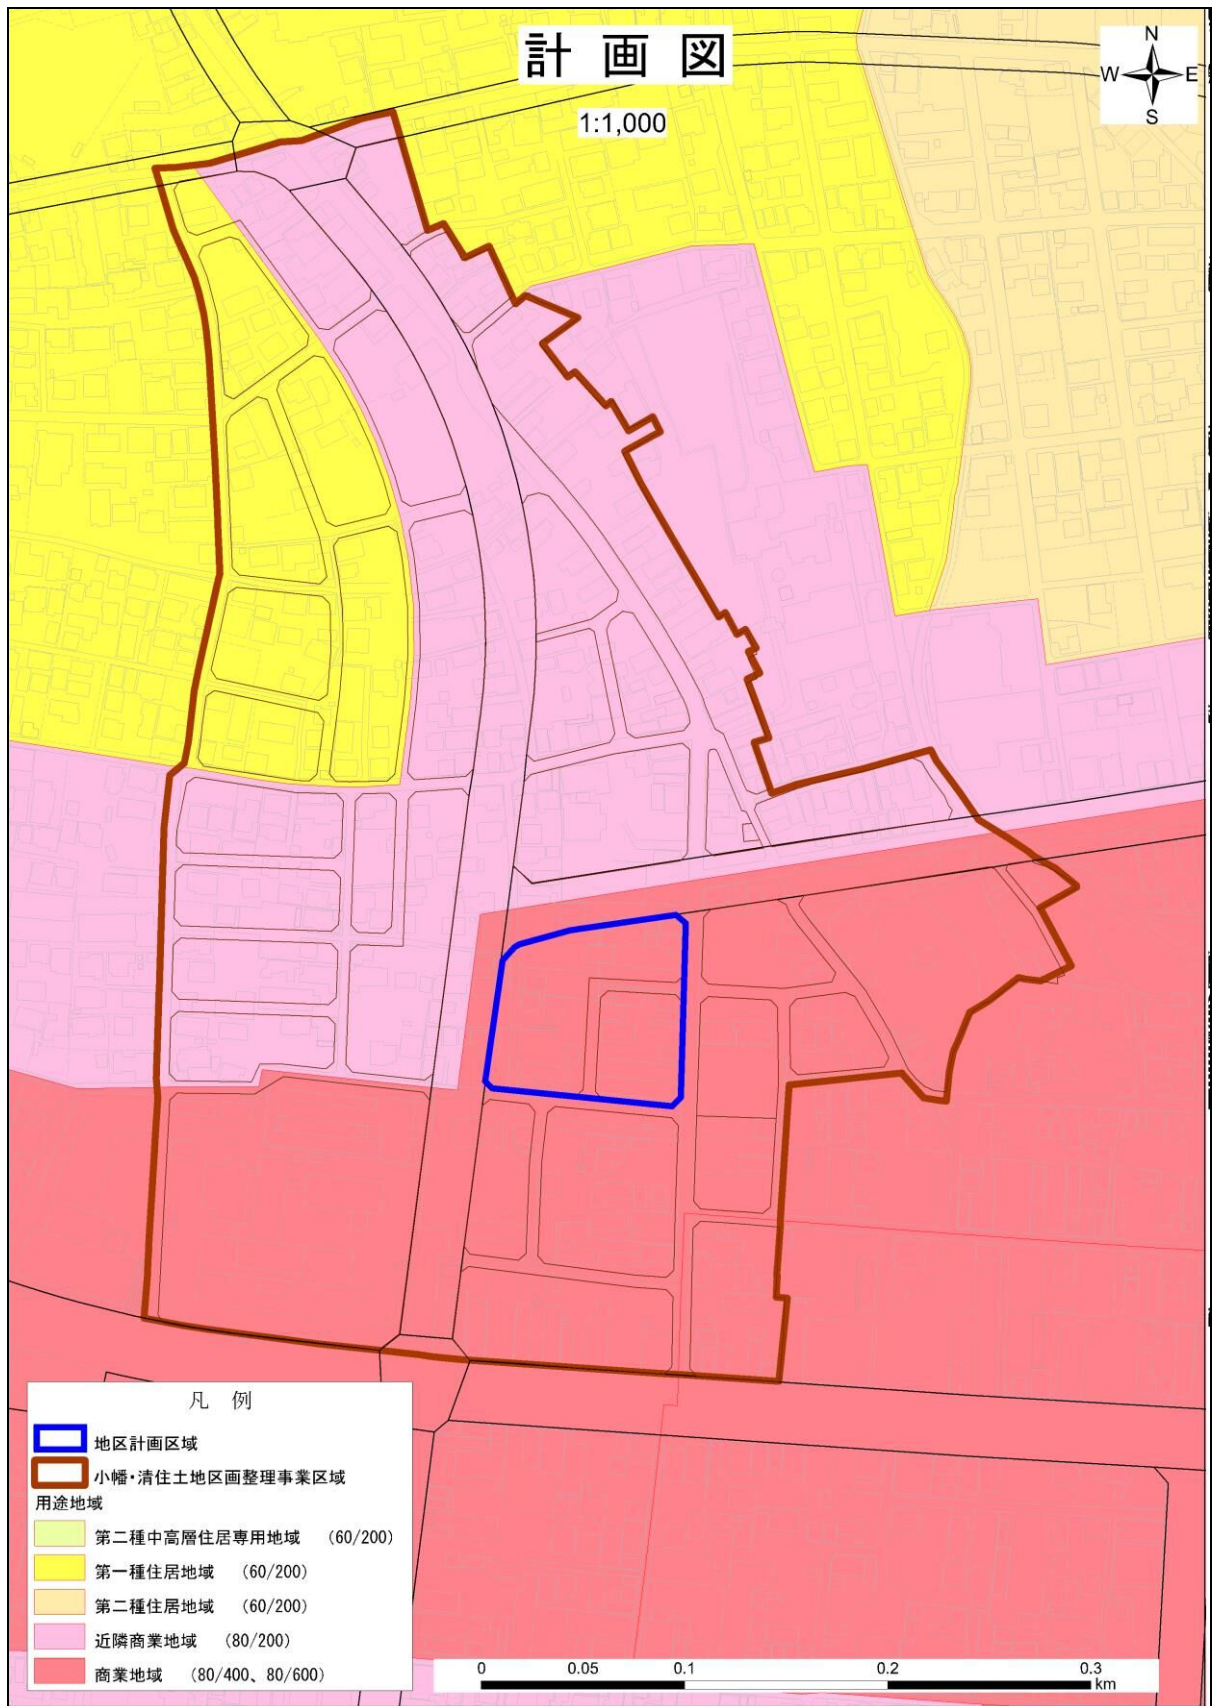 計 画 図
1:1,000
N
W E
S
凡 例
地区計画区域
小幡・清住土地区画整理事業区域
用途地域
第二種中高層住居専用地域 (60/200)
第一種住居地域 (60/200)
第二種住居地域 (60/200)
近隣商業地域 (80/200)
商業地域 (80/400、80/600)
0 0.05 0.1 0.2 0.3
km